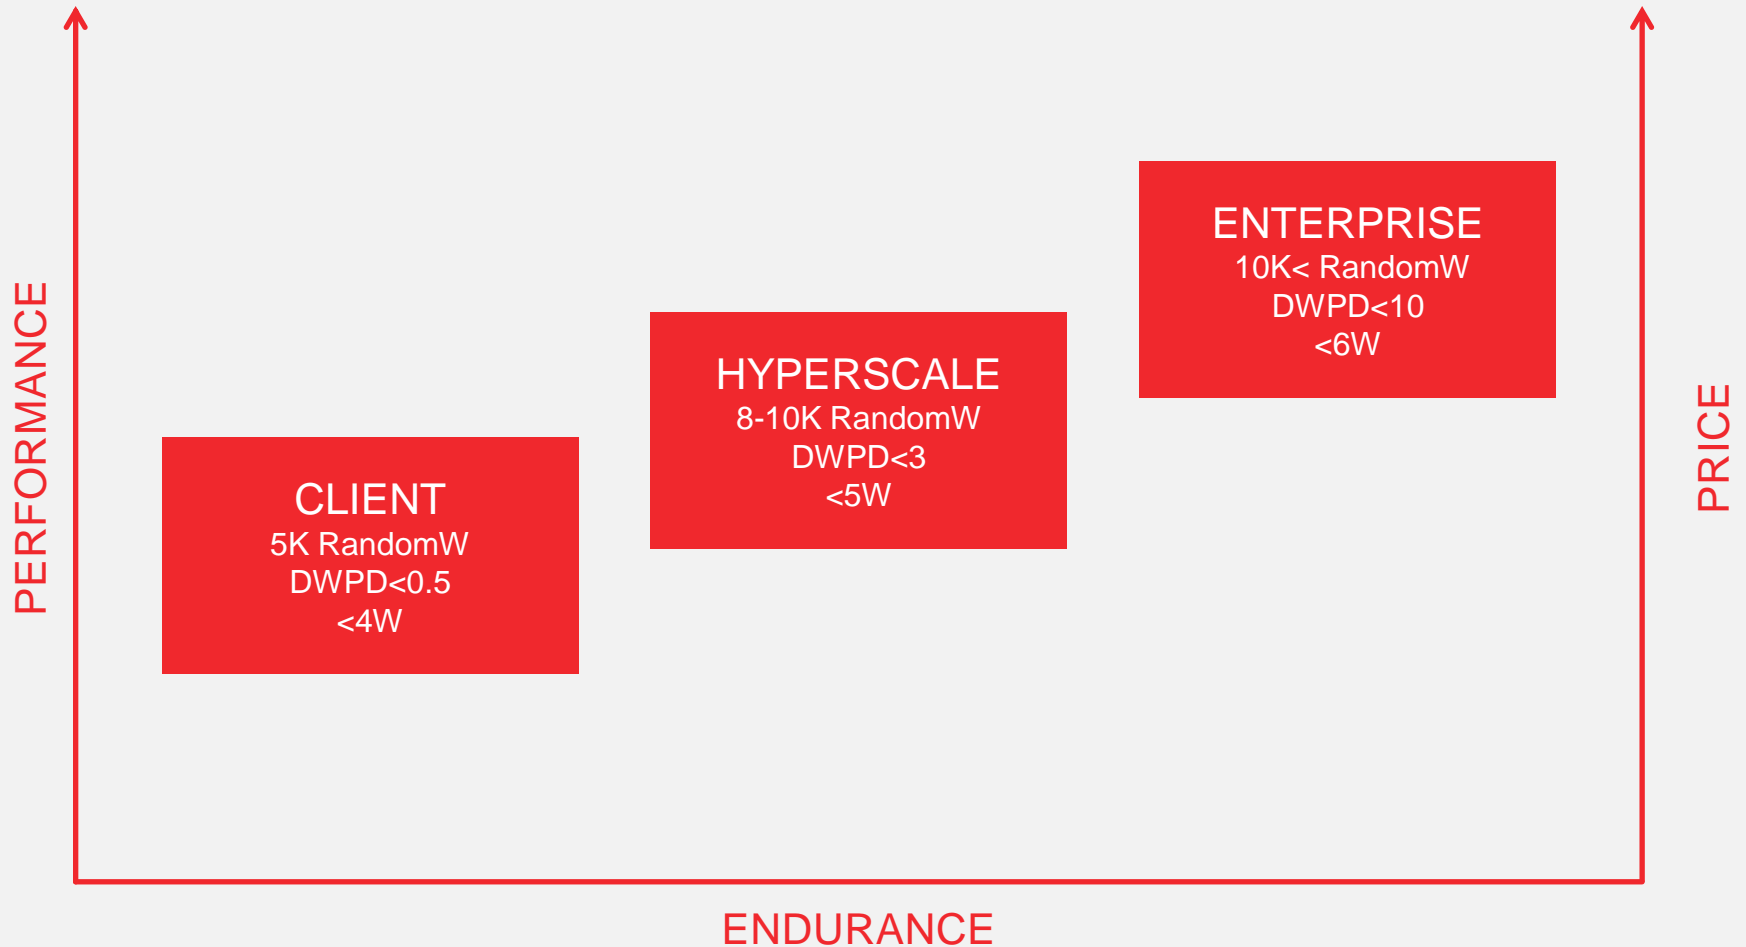 PERFORMANCE
CLIENT
5K RandomW
DWPD<0.5
<4W
HYPERSCALE
8-10K RandomW
DWPD<3
<5W
ENTERPRISE
10K< RandomW
DWPD<10
<6W
PRICE
ENDURANCE